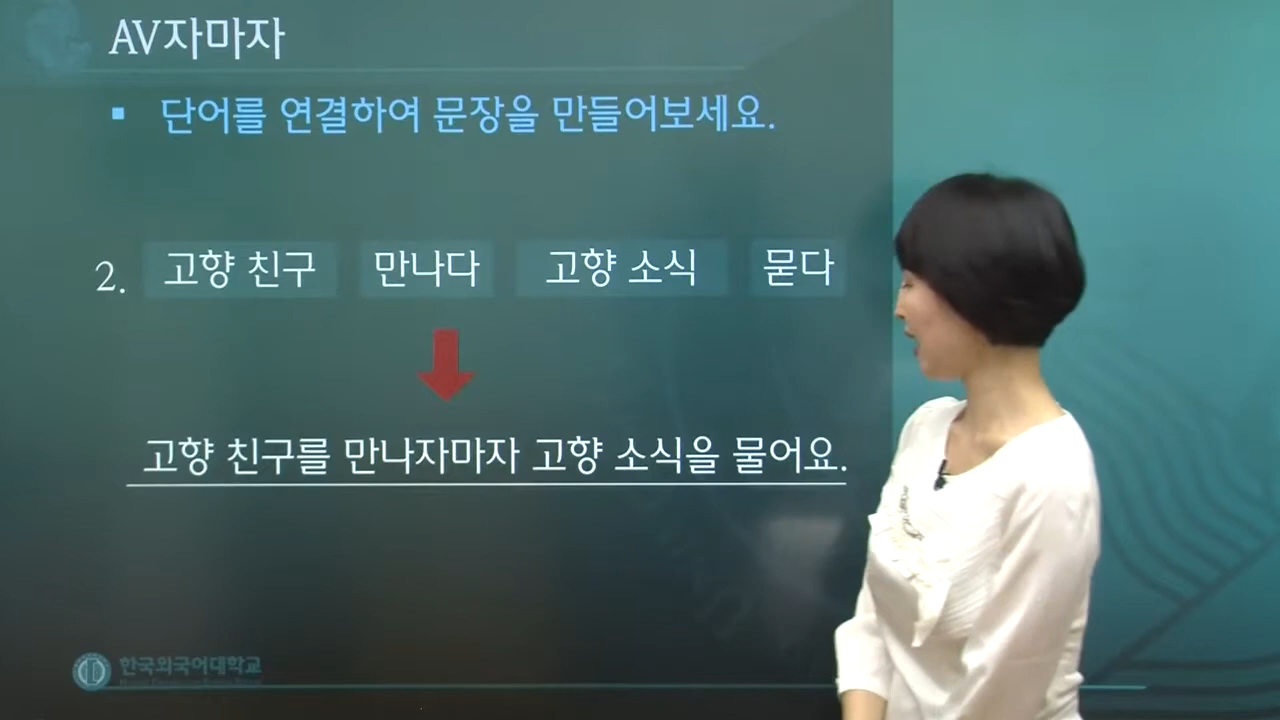 AV자마자
▪ 단어를 연결하여 문장을 만들어보세요.
2. 고향 친구 만나다 고향 소식 묻다
고향 친구를 만나자마자 고향 소식을 물어요.
한국외국어대학교